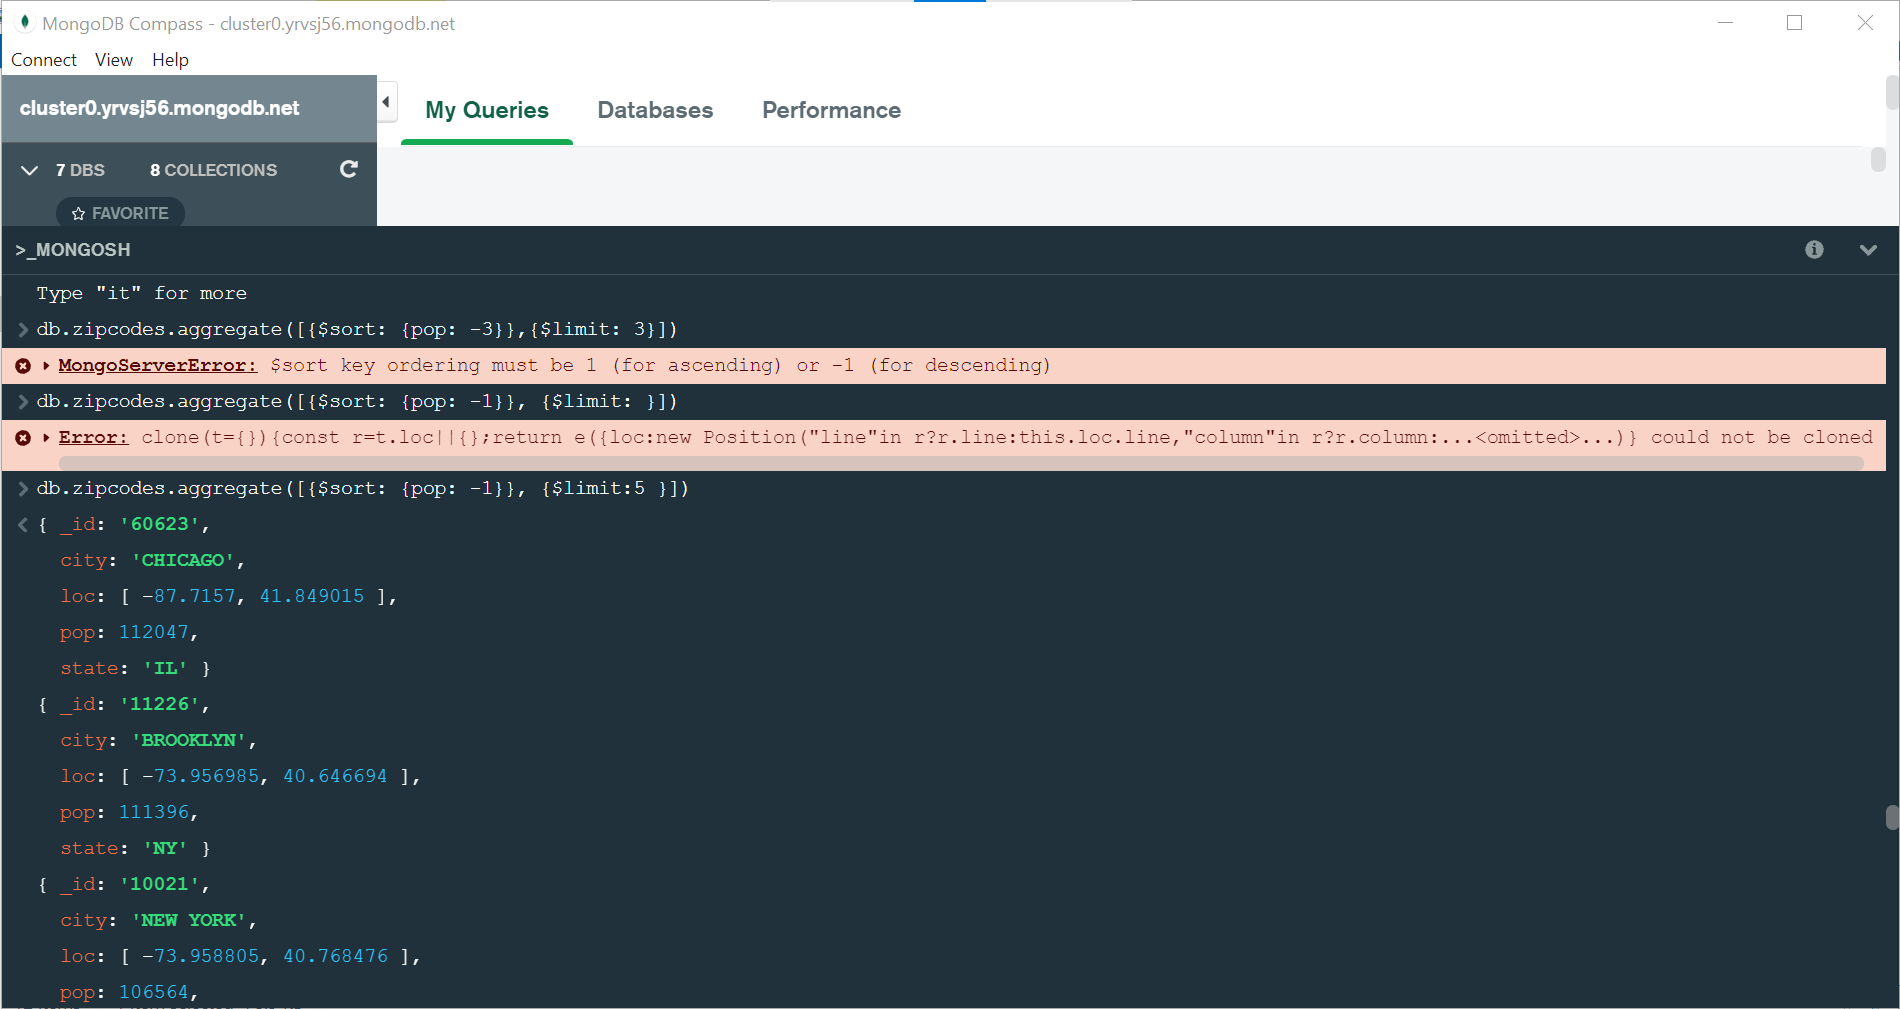 MongoDB Compass - cluster0.yrvsj56.mongodb.net
Connect View Help
cluster0.yrvsj56.mongodb.net
My Queries Databases Performance
7 DBS 8 COLLECTIONS
FAVORITE
>_MONGOSH
Type "it" for more
db.zipcodes.aggregate([{$sort: {pop: -3}},{$limit: 3}])
MongoServerError: $sort key ordering must be 1 (for ascending) or -1 (for descending)
db.zipcodes.aggregate([{$sort: {pop: -1}}, {$limit: }])
Error: clone(t={}){const r=t.loc||{};return e({loc:new Position("line"in r?r.line:this.loc.line,"column"in r?r.column:...<omitted>...)} could not be cloned
db.zipcodes.aggregate([{$sort: {pop: -1}}, {$limit:5 }])
{ _id: '60623',
city: 'CHICAGO',
loc: [ -87.7157, 41.849015 ],
pop: 112047,
state: 'IL' }
{ _id: '11226',
city: 'BROOKLYN',
loc: [ -73.956985, 40.646694 ],
pop: 111396,
state: 'NY' }
{ _id: '10021',
city: 'NEW YORK',
loc: [ -73.958805, 40.768476 ],
pop: 106564,